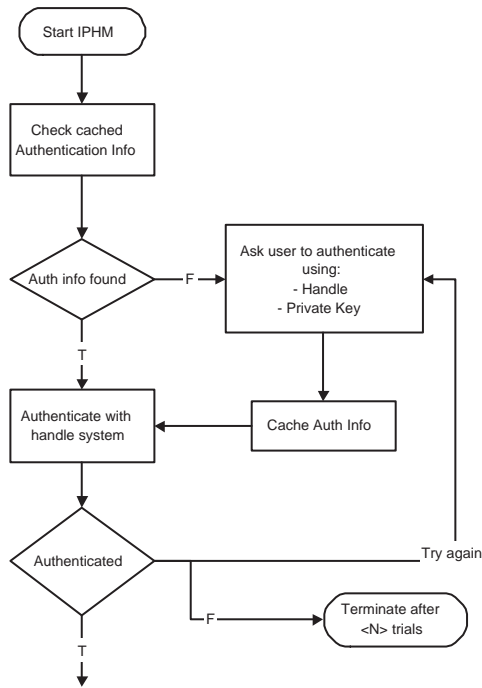 Start IPHM
Check cached
Authentication Info
Auth info found
F
Ask user to authenticate
using:
- Handle
- Private Key
T
Authenticate with
handle system
Cache Auth Info
Authenticated
Try again
F
Terminate after
<N> trials
T